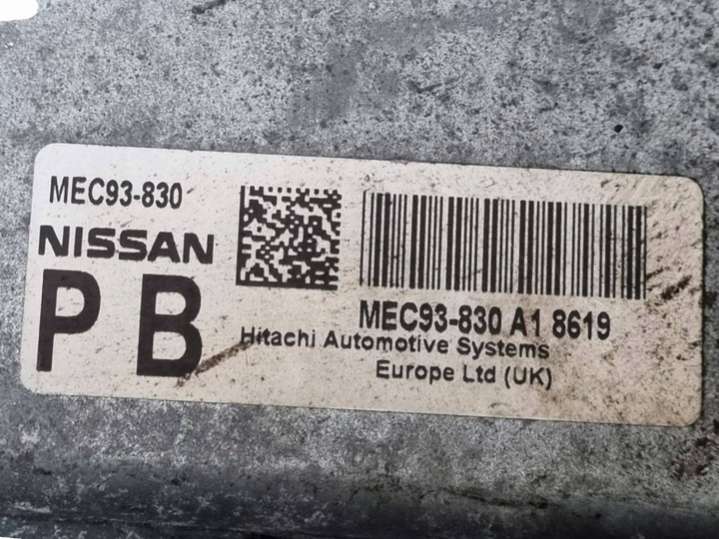 MEC93-830
NISSAN
P B
MEC93-830 A1 8619
Hitachi Automotive Systems
Europe Ltd (UK)